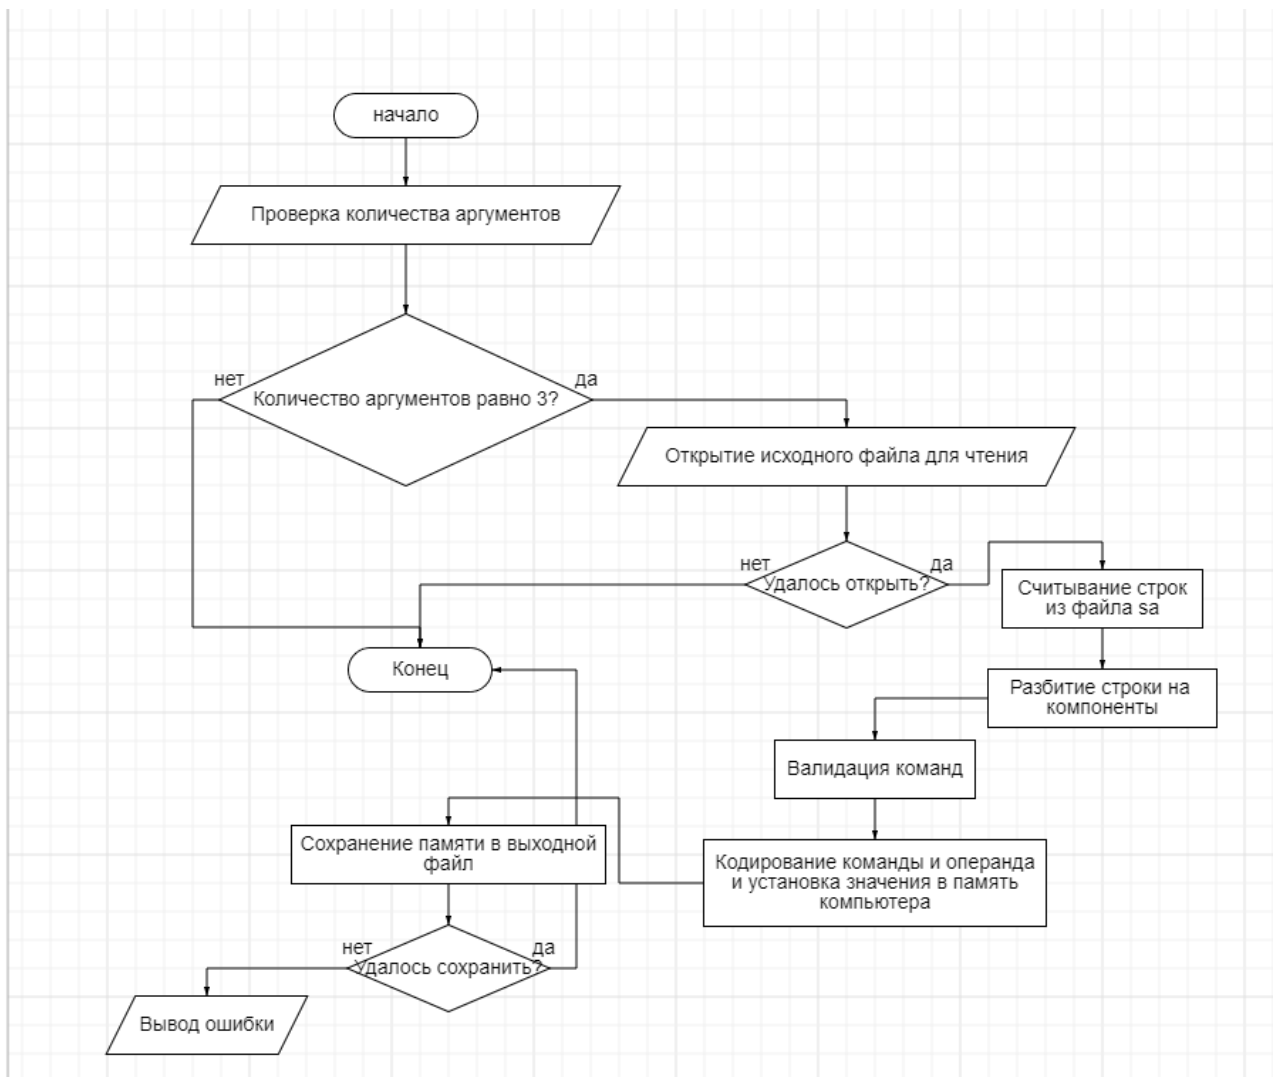 начало
Проверка количества аргументов
нет
да
Количество аргументов равно 3?
Открытие исходного файла для чтения
нет
да
Удалось открыть?
Считывание строк
из файла sa
Конец
Разбитие строки на
компоненты
Валидация команд
Сохранение памяти в выходной
файл
Кодирование команды и операнда
и установка значения в память
компьютера
нет
да
Удалось сохранить?
Вывод ошибки